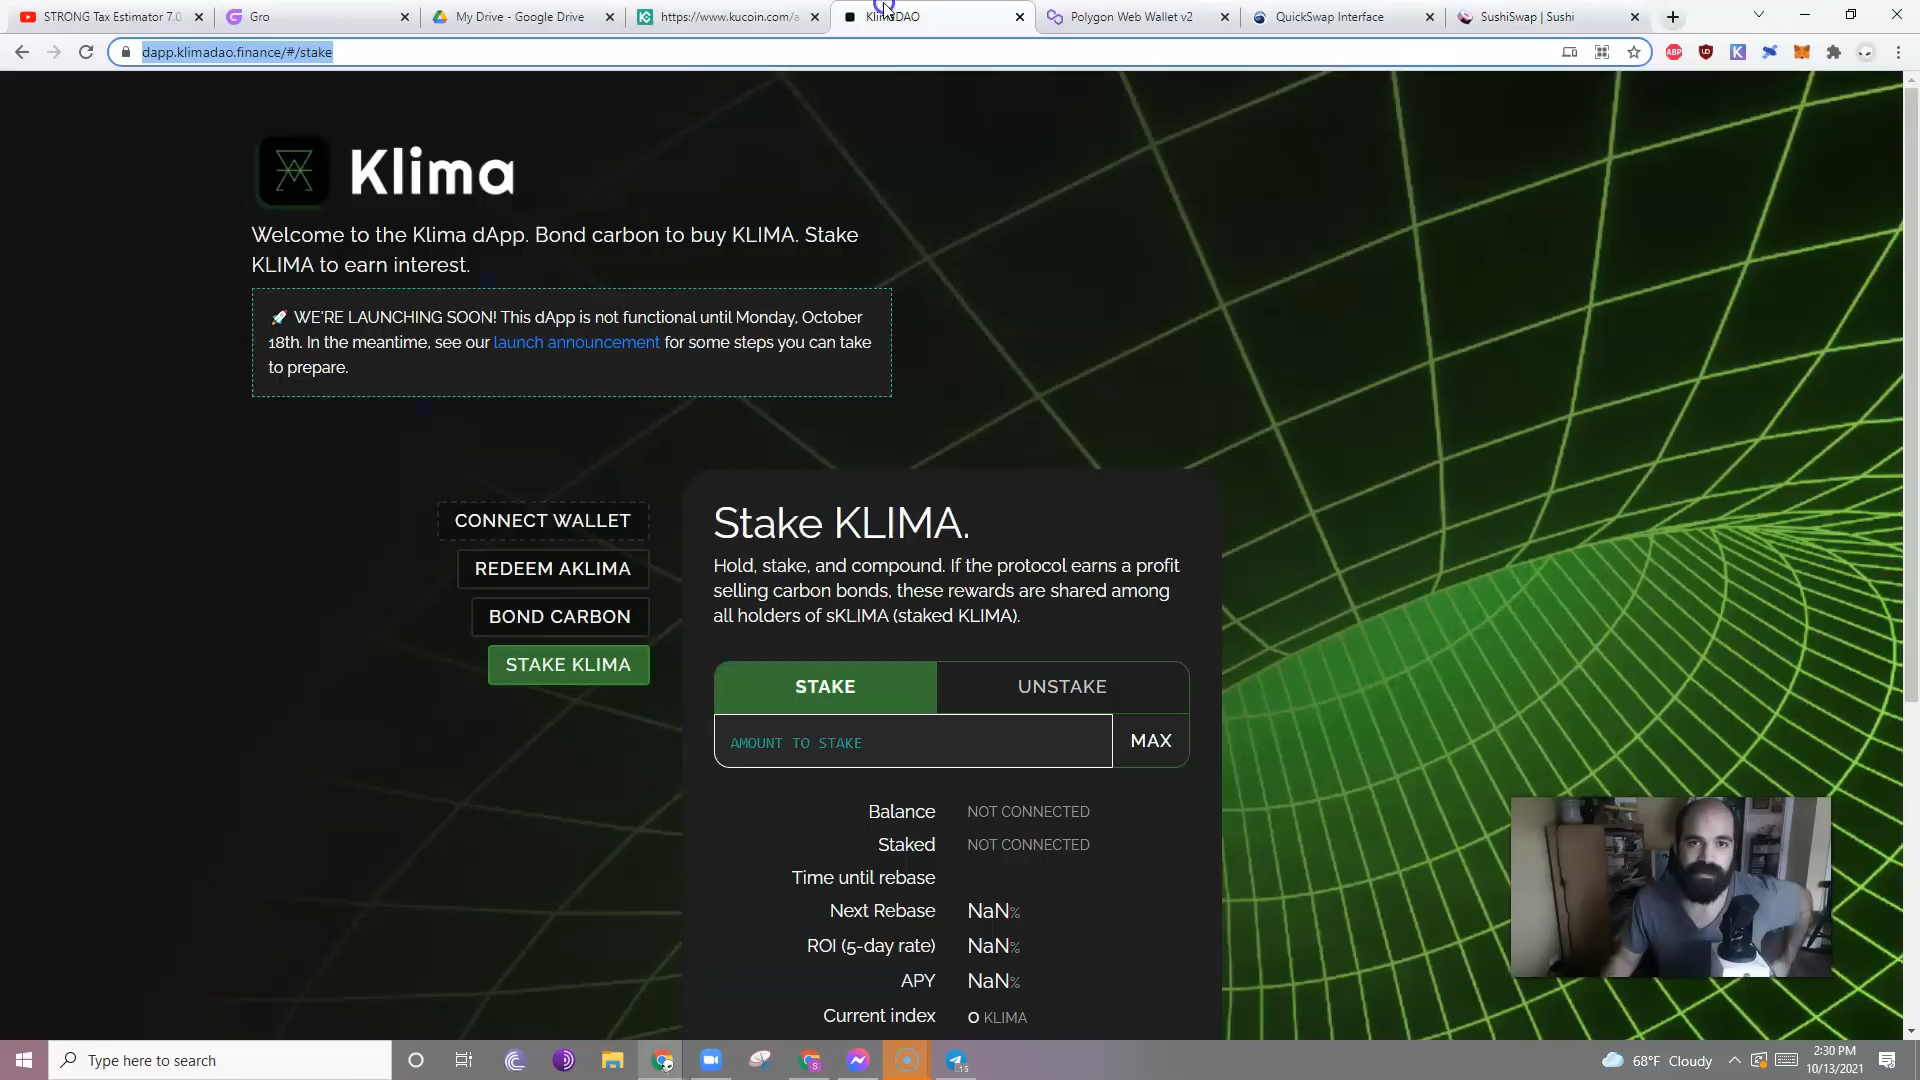 STRONG Tax Estimator 7.0
Gro
My Drive - Google Drive
https://www.kucoin.com/a
KlimaDAO
Polygon Web Wallet v2
QuickSwap Interface
SushiSwap | Sushi
dapp.klimadao.finance/#/stake
Klima
Welcome to the Klima dApp. Bond carbon to buy KLIMA. Stake
KLIMA to earn interest.
🚀 WE'RE LAUNCHING SOON! This dApp is not functional until Monday, October
18th. In the meantime, see our launch announcement for some steps you can take
to prepare.
CONNECT WALLET
REDEEM AKLIMA
BOND CARBON
STAKE KLIMA
Stake KLIMA.
Hold, stake, and compound. If the protocol earns a profit
selling carbon bonds, these rewards are shared among
all holders of sKLIMA (staked KLIMA).
STAKE
UNSTAKE
AMOUNT TO STAKE
MAX
Balance NOT CONNECTED
Staked NOT CONNECTED
Time until rebase
Next Rebase NaN%
ROI (5-day rate) NaN%
APY NaN%
Current index 0 KLIMA
Type here to search
68°F Cloudy
2:30 PM
10/13/2021